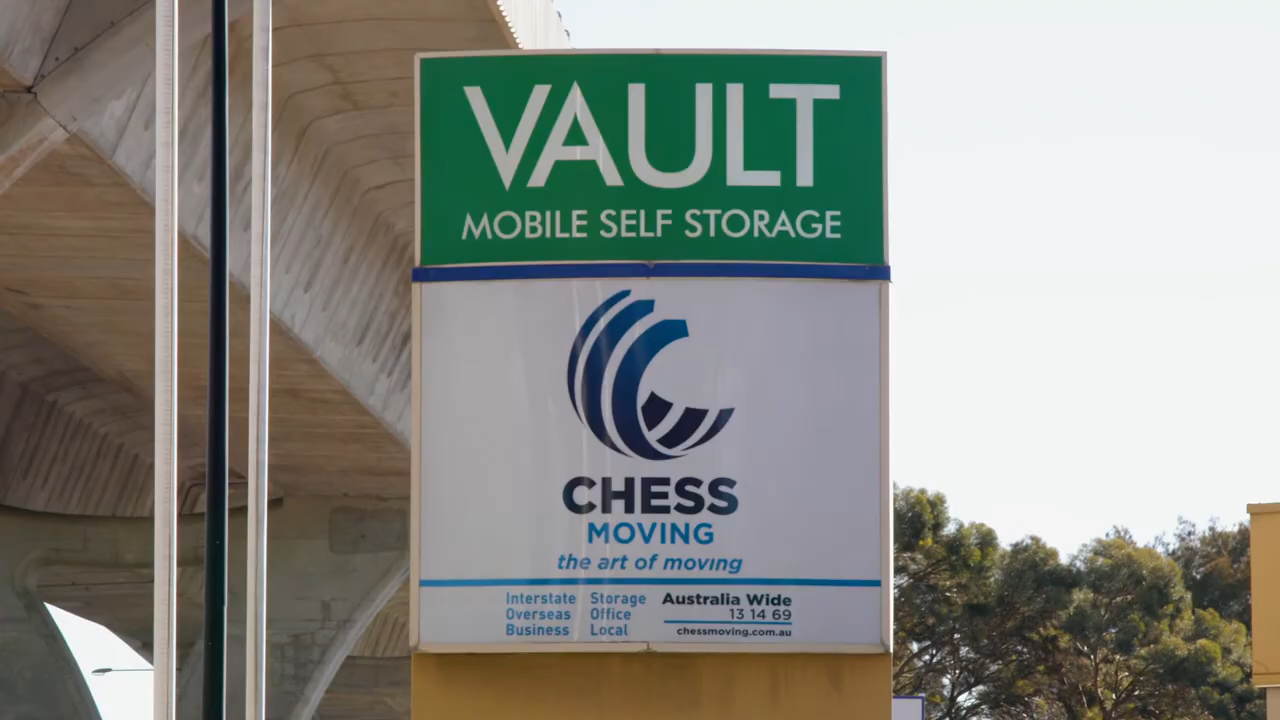 VAULT
MOBILE SELF STORAGE
CHESS
MOVING
the art of moving
Interstate Storage
Overseas Office
Business Local
Australia Wide
13 14 69
chessmoving.com.au